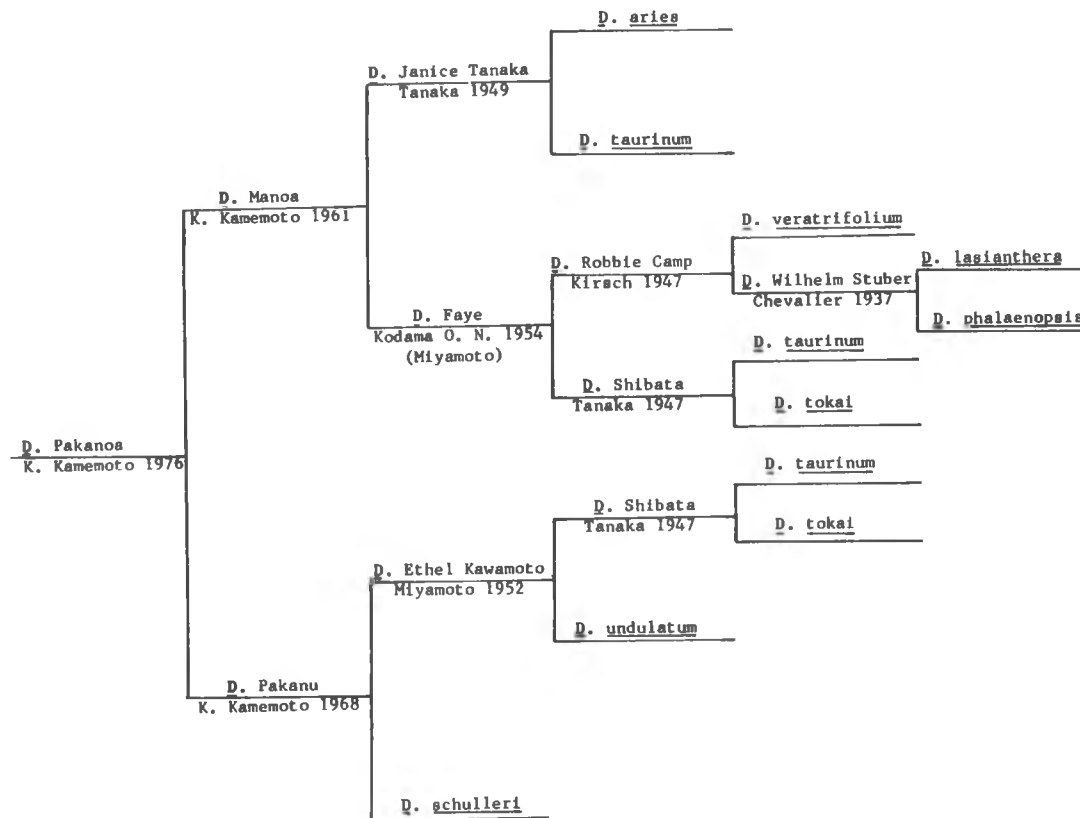 D. aries
D. Janice Tanaka
Tanaka 1949
D. taurinum
D. Manoa
K. Kamemoto 1961
D. veratrifolium
D. Robbie Camp
Kirsch 1947
D. lasianthera
D. Wilhelm Stuber
Chevalier 1937
D. phalaenopsis
D. Faye
Kodama O. N. 1954
(Miyamoto)
D. taurinum
D. Shibata
Tanaka 1947
D. tokai
D. Pakanoa
K. Kamemoto 1976
D. taurinum
D. Shibata
Tanaka 1947
D. tokai
D. Ethel Kawamoto
Miyamoto 1952
D. undulatum
D. Pakanu
K. Kamemoto 1968
D. schulleri